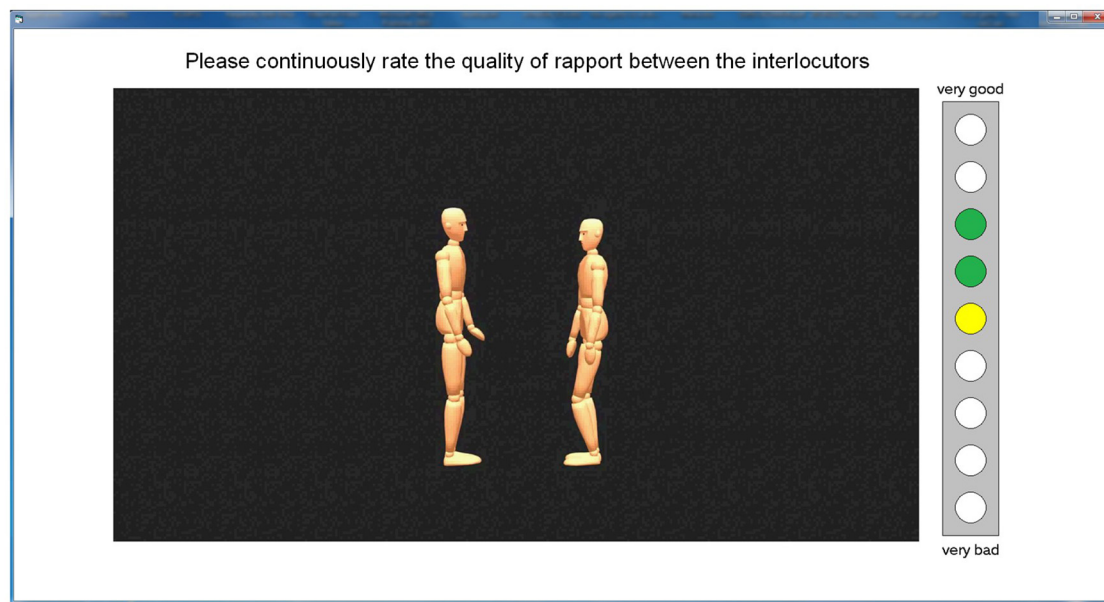 Please continuously rate the quality of rapport between the interlocutors
very good
very bad